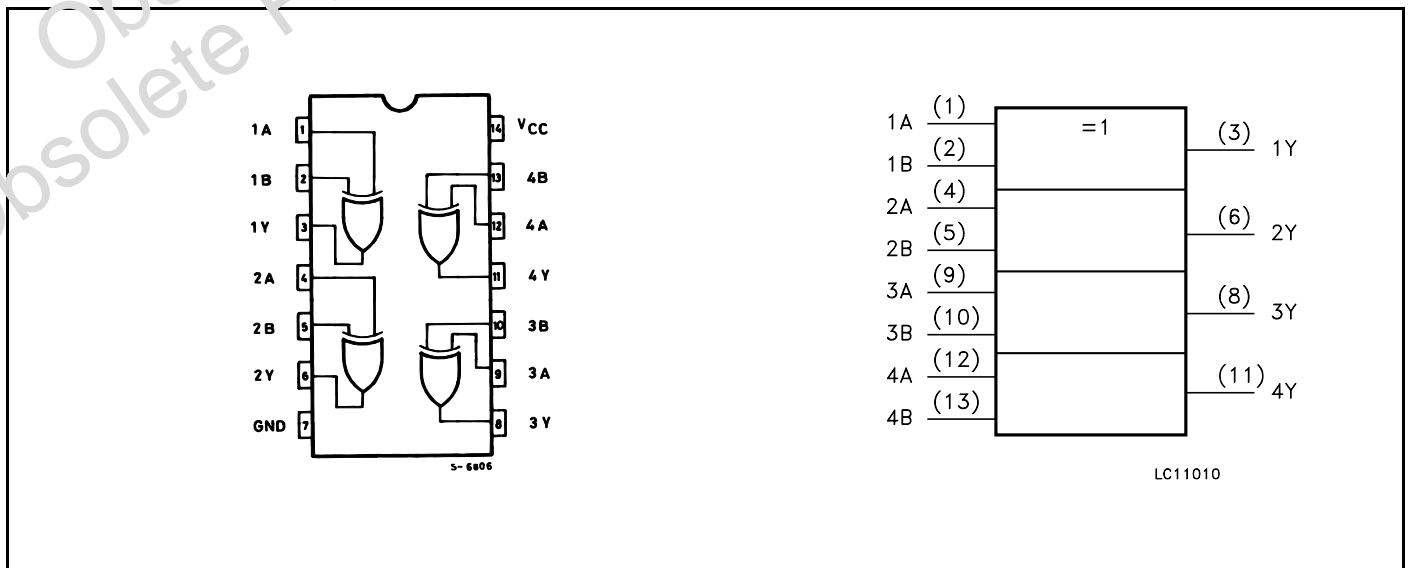 1A 1 14 VCC
1B 2 13 4B
1Y 3 12 4A
2A 4 11 4Y
2B 5 10 3B
2Y 6 9 3A
GND 7 8 3Y
S-6806
=1
1A (1)
1B (2)
2A (4)
2B (5)
3A (9)
3B (10)
4A (12)
4B (13)
(3) 1Y
(6) 2Y
(8) 3Y
(11) 4Y
LC11010